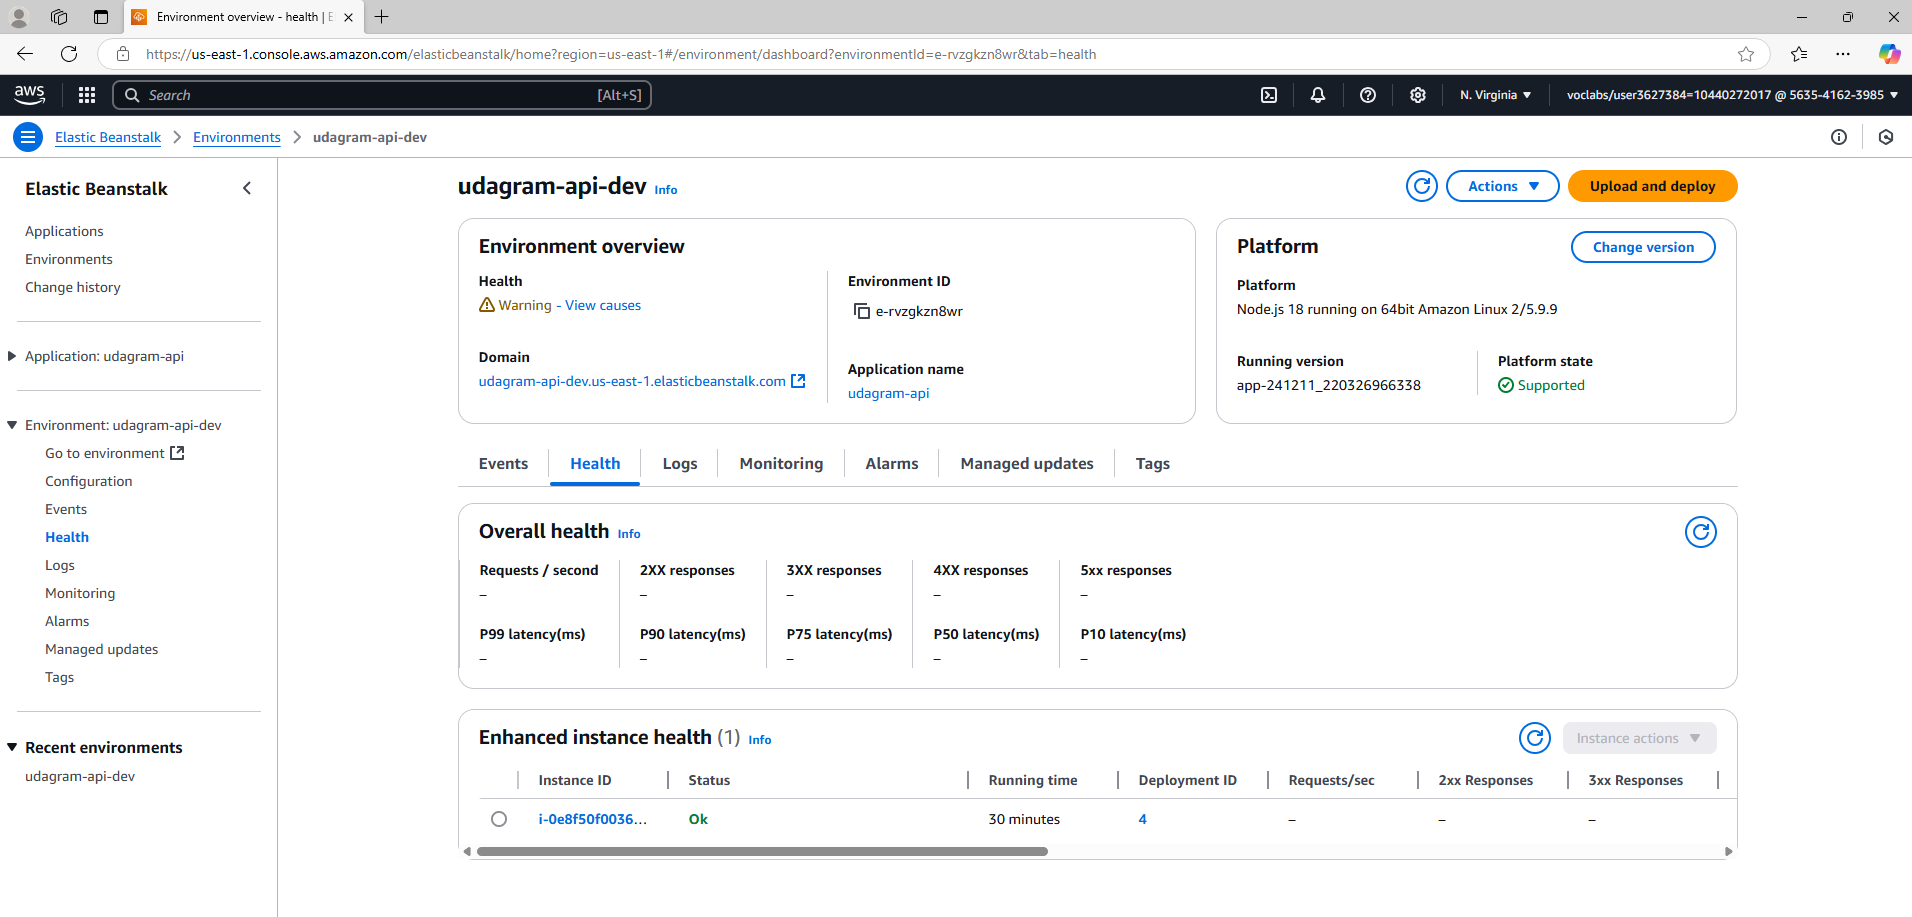 Environment overview - health | E
https://us-east-1.console.aws.amazon.com/elasticbeanstalk/home?region=us-east-1#/environment/dashboard?environmentId=e-rvzgkzn8wr&tab=health
aws
Search
[Alt+S]
N. Virginia
voclabs/user3627384=10440272017 @ 5635-4162-3985
Elastic Beanstalk
Environments
udagram-api-dev
Elastic Beanstalk
Applications
Environments
Change history
Application: udagram-api
Environment: udagram-api-dev
Go to environment
Configuration
Events
Health
Logs
Monitoring
Alarms
Managed updates
Tags
Recent environments
udagram-api-dev
udagram-api-dev Info
Actions
Upload and deploy
Environment overview
Health
Warning - View causes
Domain
udagram-api-dev.us-east-1.elasticbeanstalk.com
Environment ID
e-rvzgkzn8wr
Application name
udagram-api
Platform
Change version
Platform
Node.js 18 running on 64bit Amazon Linux 2/5.9.9
Running version
app-241211_220326966338
Platform state
Supported
Events Health Logs Monitoring Alarms Managed updates Tags
Overall health Info
Requests / second 2XX responses 3XX responses 4XX responses 5xx responses
– – – – –
P99 latency(ms) P90 latency(ms) P75 latency(ms) P50 latency(ms) P10 latency(ms)
– – – – –
Enhanced instance health (1) Info
Instance actions
Instance ID Status Running time Deployment ID Requests/sec 2xx Responses 3xx Responses
i-0e8f50f0036... Ok 30 minutes 4 – – –